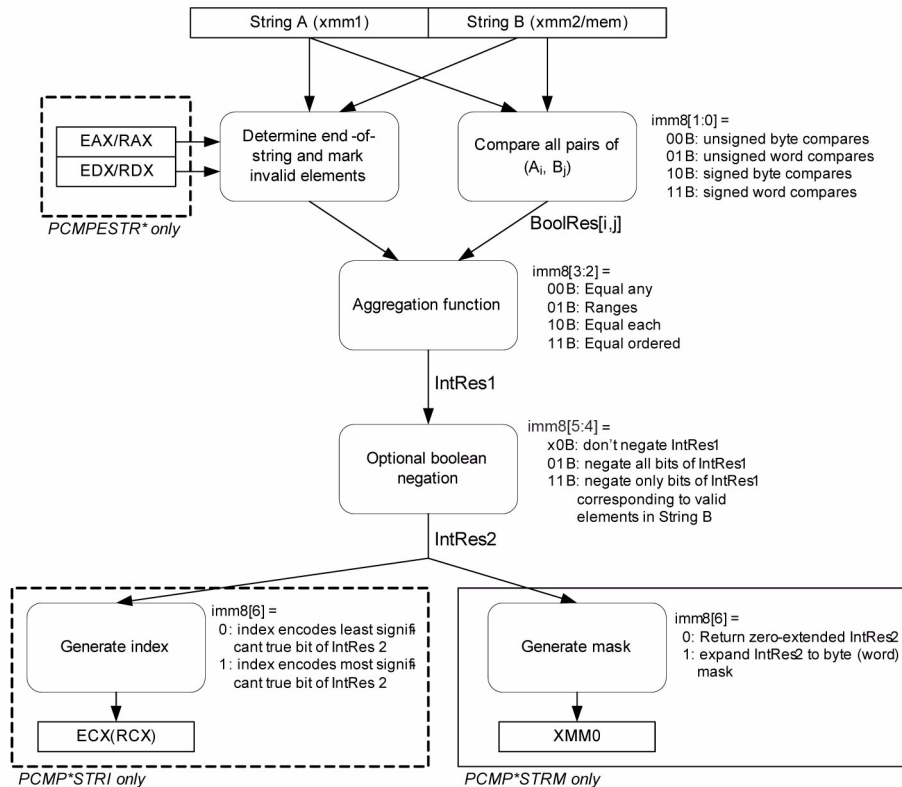 String A (xmm1)
String B (xmm2/mem)
EAX/RAX
EDX/RDX
PCMPESTR* only
Determine end-of-
string and mark
invalid elements
Compare all pairs of
(Ai, Bj)
imm8[1:0] =
00B: unsigned byte compares
01B: unsigned word compares
10B: signed byte compares
11B: signed word compares
BoolRes[i,j]
Aggregation function
imm8[3:2] =
00B: Equal any
01B: Ranges
10B: Equal each
11B: Equal ordered
IntRes1
Optional boolean
negation
imm8[5:4] =
x0B: don't negate IntRes1
01B: negate all bits of IntRes1
11B: negate only bits of IntRes1
corresponding to valid
elements in String B
IntRes2
Generate index
imm8[6] =
0: index encodes least signifi
cant true bit of IntRes 2
1: index encodes most signifi
cant true bit of IntRes 2
ECX(RCX)
PCMP*STRI only
Generate mask
imm8[6] =
0: Return zero-extended IntRes2
1: expand IntRes2 to byte (word)
mask
XMM0
PCMP*STRM only